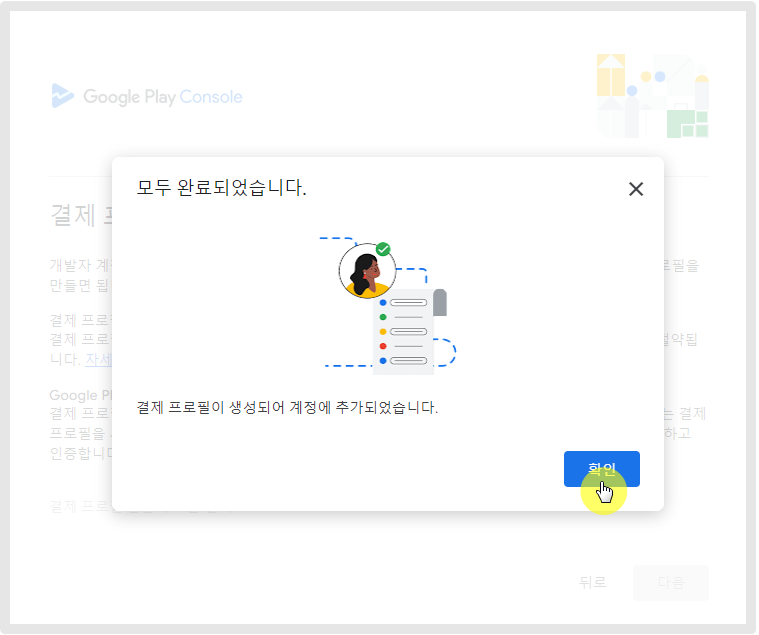 Google Play Console
모두 완료되었습니다.
결제 프
개발자 계
로필을
만들면 됩
결제 프로
결제 프로
절약됩
니다. 자세
결제 프로필이 생성되어 계정에 추가되었습니다.
Google Pl
결제 프로
는 결제
프로필을
하고
인증합니다
확인
결제 프로
뒤로
다음